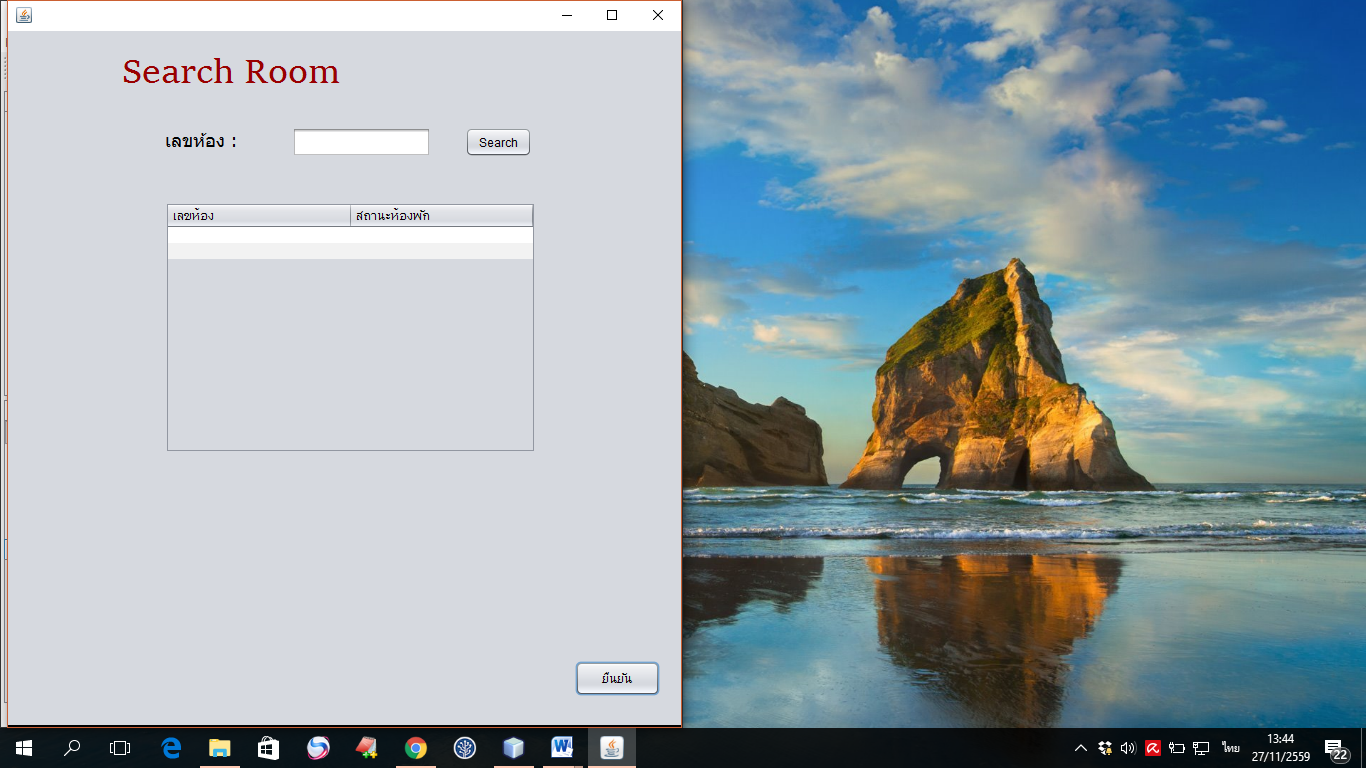 Search Room
เลขห้อง :
Search
เลขห้อง สถานะห้องพัก
ยืนยัน
ไทย
13:44
27/11/2559
22